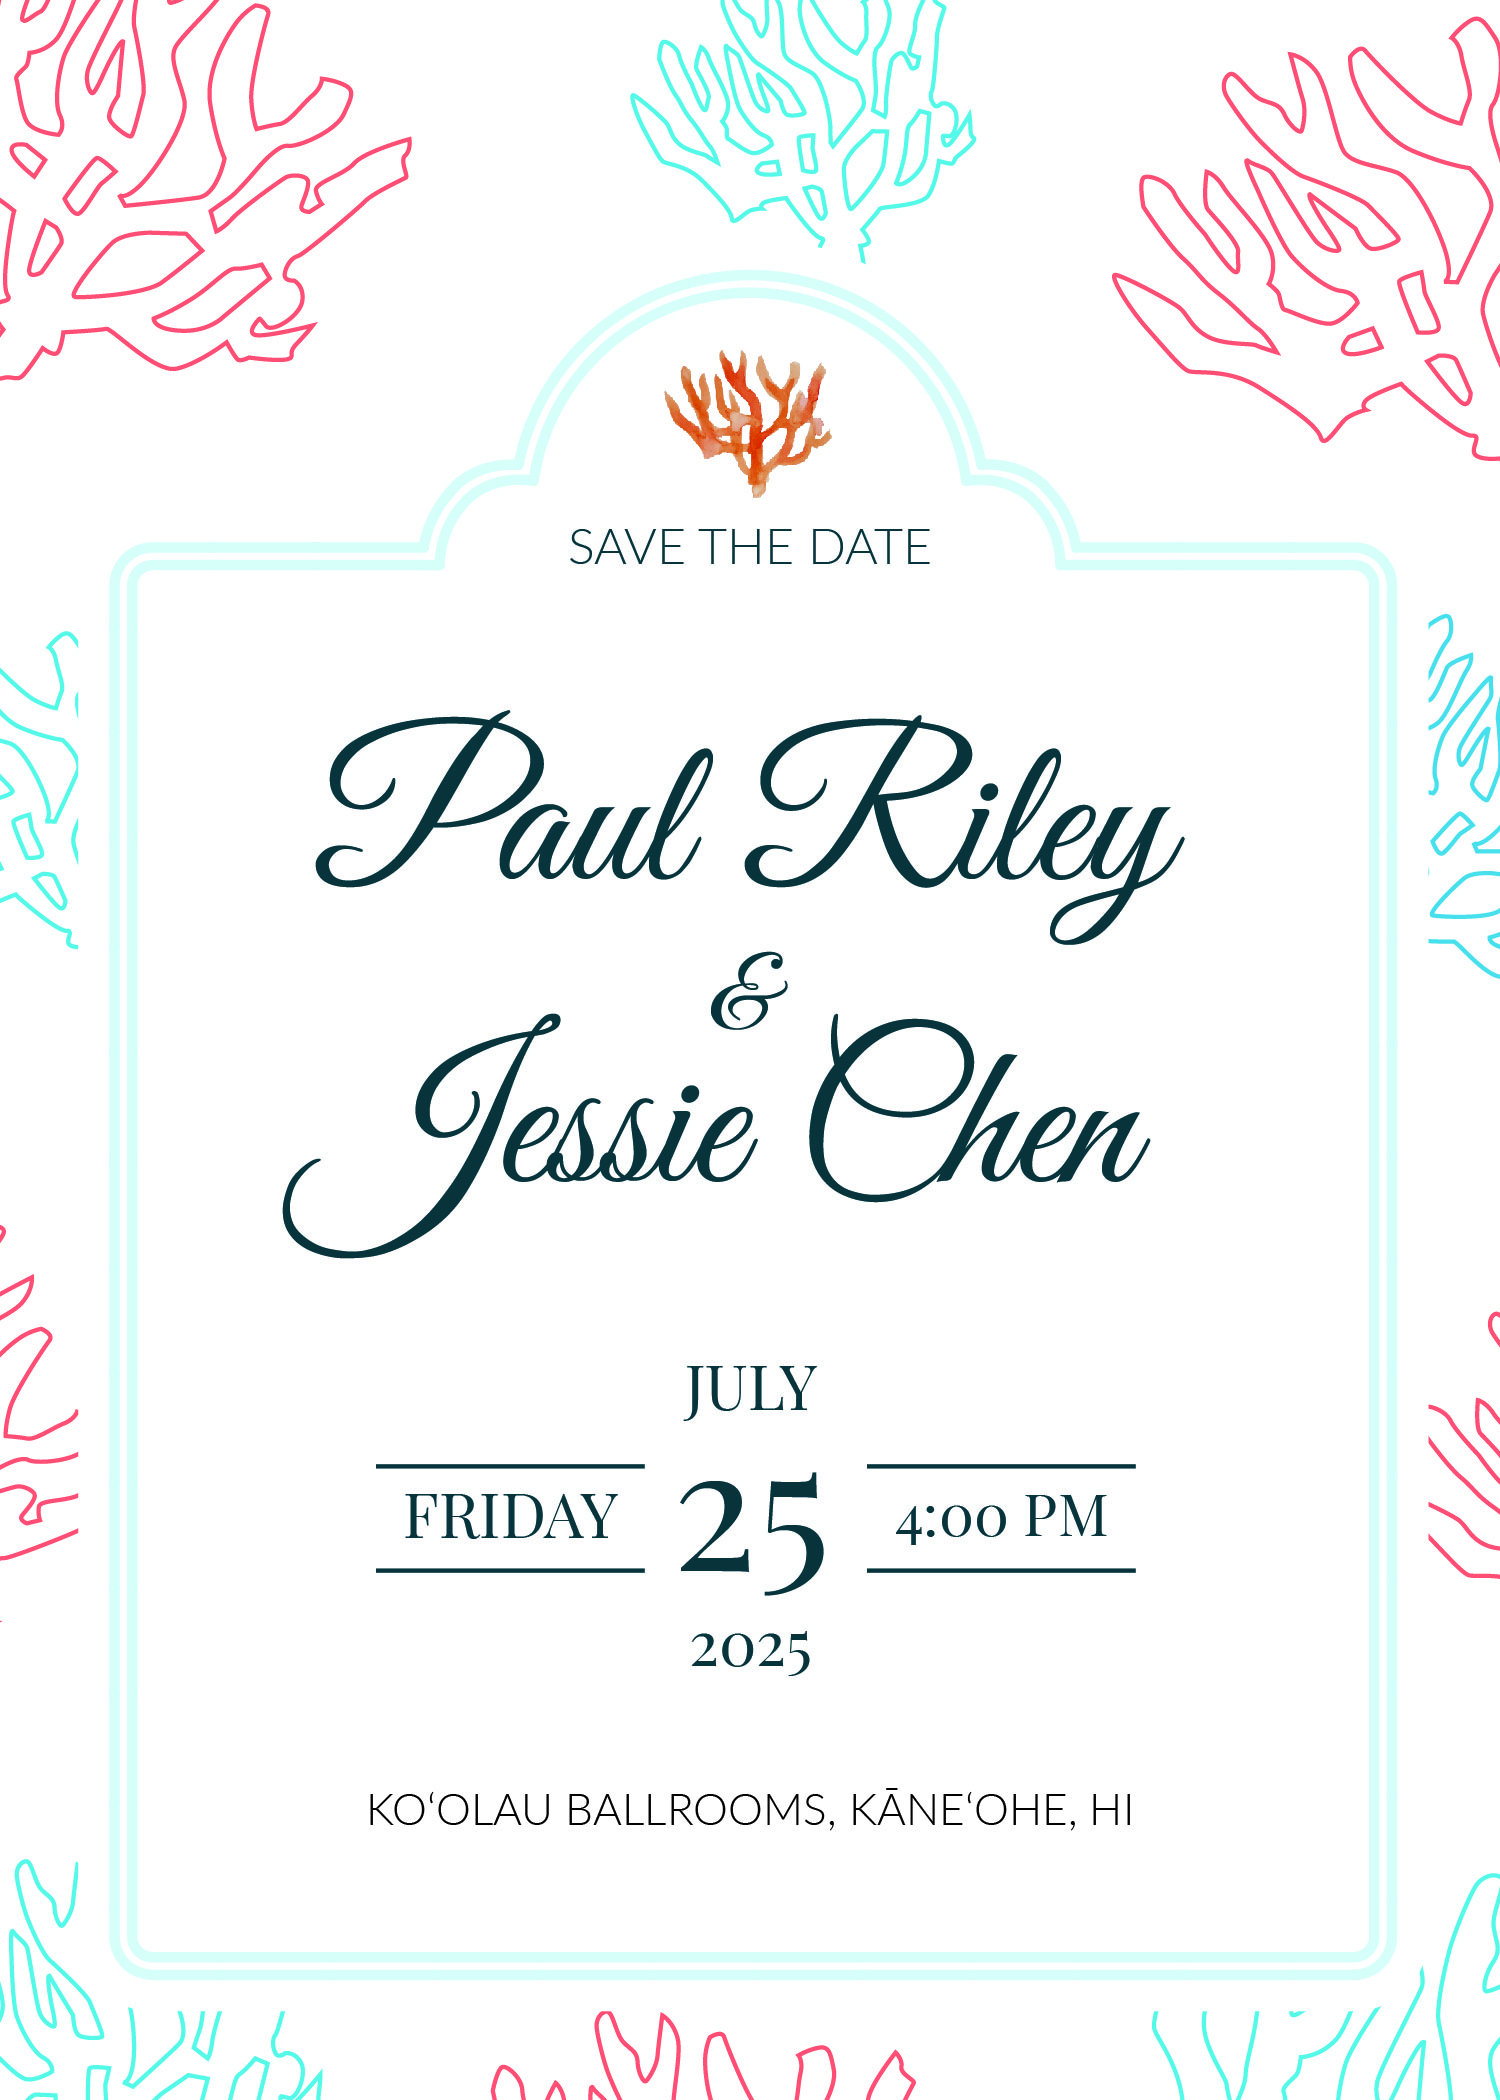 SAVE THE DATE
Paul Riley
&
Jessie Chen
JULY
FRIDAY 25 4:00 PM
2025
KOʻOLAU BALLROOMS, KĀNEʻOHE, HI